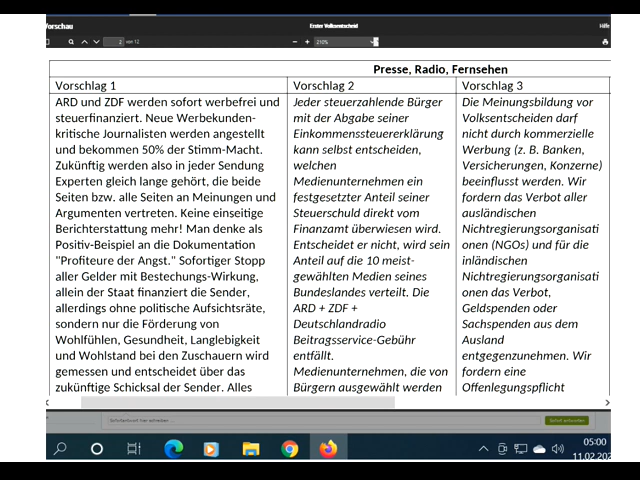 Vorschau
Erster Volksentscheid
Hilfe
2 von 12
210%
Presse, Radio, Fernsehen
Vorschlag 1
ARD und ZDF werden sofort werbefrei und
steuerfinanziert. Neue Werbekunden-
kritische Journalisten werden angestellt
und bekommen 50% der Stimm-Macht.
Zukünftig werden also in jeder Sendung
Experten gleich lange gehört, die beide
Seiten bzw. alle Seiten an Meinungen und
Argumenten vertreten. Keine einseitige
Berichterstattung mehr! Man denke als
Positiv-Beispiel an die Dokumentation
"Profiteure der Angst." Sofortiger Stopp
aller Gelder mit Bestechungs-Wirkung,
allein der Staat finanziert die Sender,
allerdings ohne politische Aufsichtsräte,
sondern nur die Förderung von
Wohlfühlen, Gesundheit, Langlebigkeit
und Wohlstand bei den Zuschauern wird
gemessen und entscheidet über das
zukünftige Schicksal der Sender. Alles
Vorschlag 2
Jeder steuerzahlende Bürger
mit der Abgabe seiner
Einkommenssteuererklärung
kann selbst entscheiden,
welchen
Medienunternehmen ein
festgesetzter Anteil seiner
Steuerschuld direkt vom
Finanzamt überwiesen wird.
Entscheidet er nicht, wird sein
Anteil auf die 10 meist-
gewählten Medien seines
Bundeslandes verteilt. Die
ARD + ZDF +
Deutschlandradio
Beitragsservice-Gebühr
entfällt.
Medienunternehmen, die von
Bürgern ausgewählt werden
Vorschlag 3
Die Meinungsbildung vor
Volksentscheiden darf
nicht durch kommerzielle
Werbung (z. B. Banken,
Versicherungen, Konzerne)
beeinflusst werden. Wir
fordern das Verbot aller
ausländischen
Nichtregierungsorganisati
onen (NGOs) und für die
inländischen
Nichtregierungsorganisati
onen das Verbot,
Geldspenden oder
Sachspenden aus dem
Ausland
entgegenzunehmen. Wir
fordern eine
Offenlegungspflicht
Sofort antworten
05:00
11.02.202